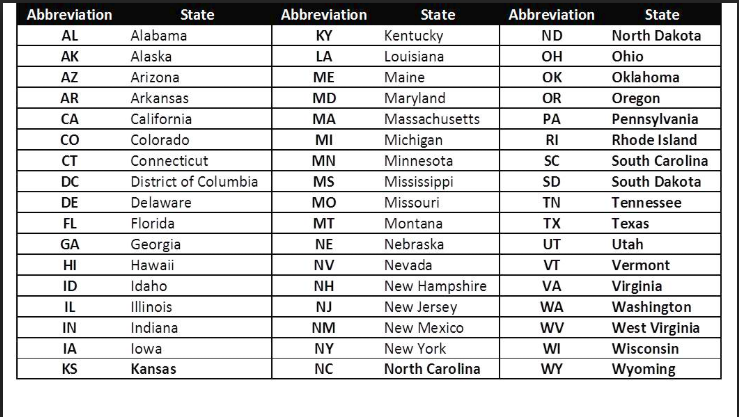 Abbreviation State Abbreviation State Abbreviation State
AL Alabama KY Kentucky ND North Dakota
AK Alaska LA Louisiana OH Ohio
AZ Arizona ME Maine OK Oklahoma
AR Arkansas MD Maryland OR Oregon
CA California MA Massachusetts PA Pennsylvania
CO Colorado MI Michigan RI Rhode Island
CT Connecticut MN Minnesota SC South Carolina
DC District of Columbia MS Mississippi SD South Dakota
DE Delaware MO Missouri TN Tennessee
FL Florida MT Montana TX Texas
GA Georgia NE Nebraska UT Utah
HI Hawaii NV Nevada VT Vermont
ID Idaho NH New Hampshire VA Virginia
IL Illinois NJ New Jersey WA Washington
IN Indiana NM New Mexico WV West Virginia
IA Iowa NY New York WI Wisconsin
KS Kansas NC North Carolina WY Wyoming